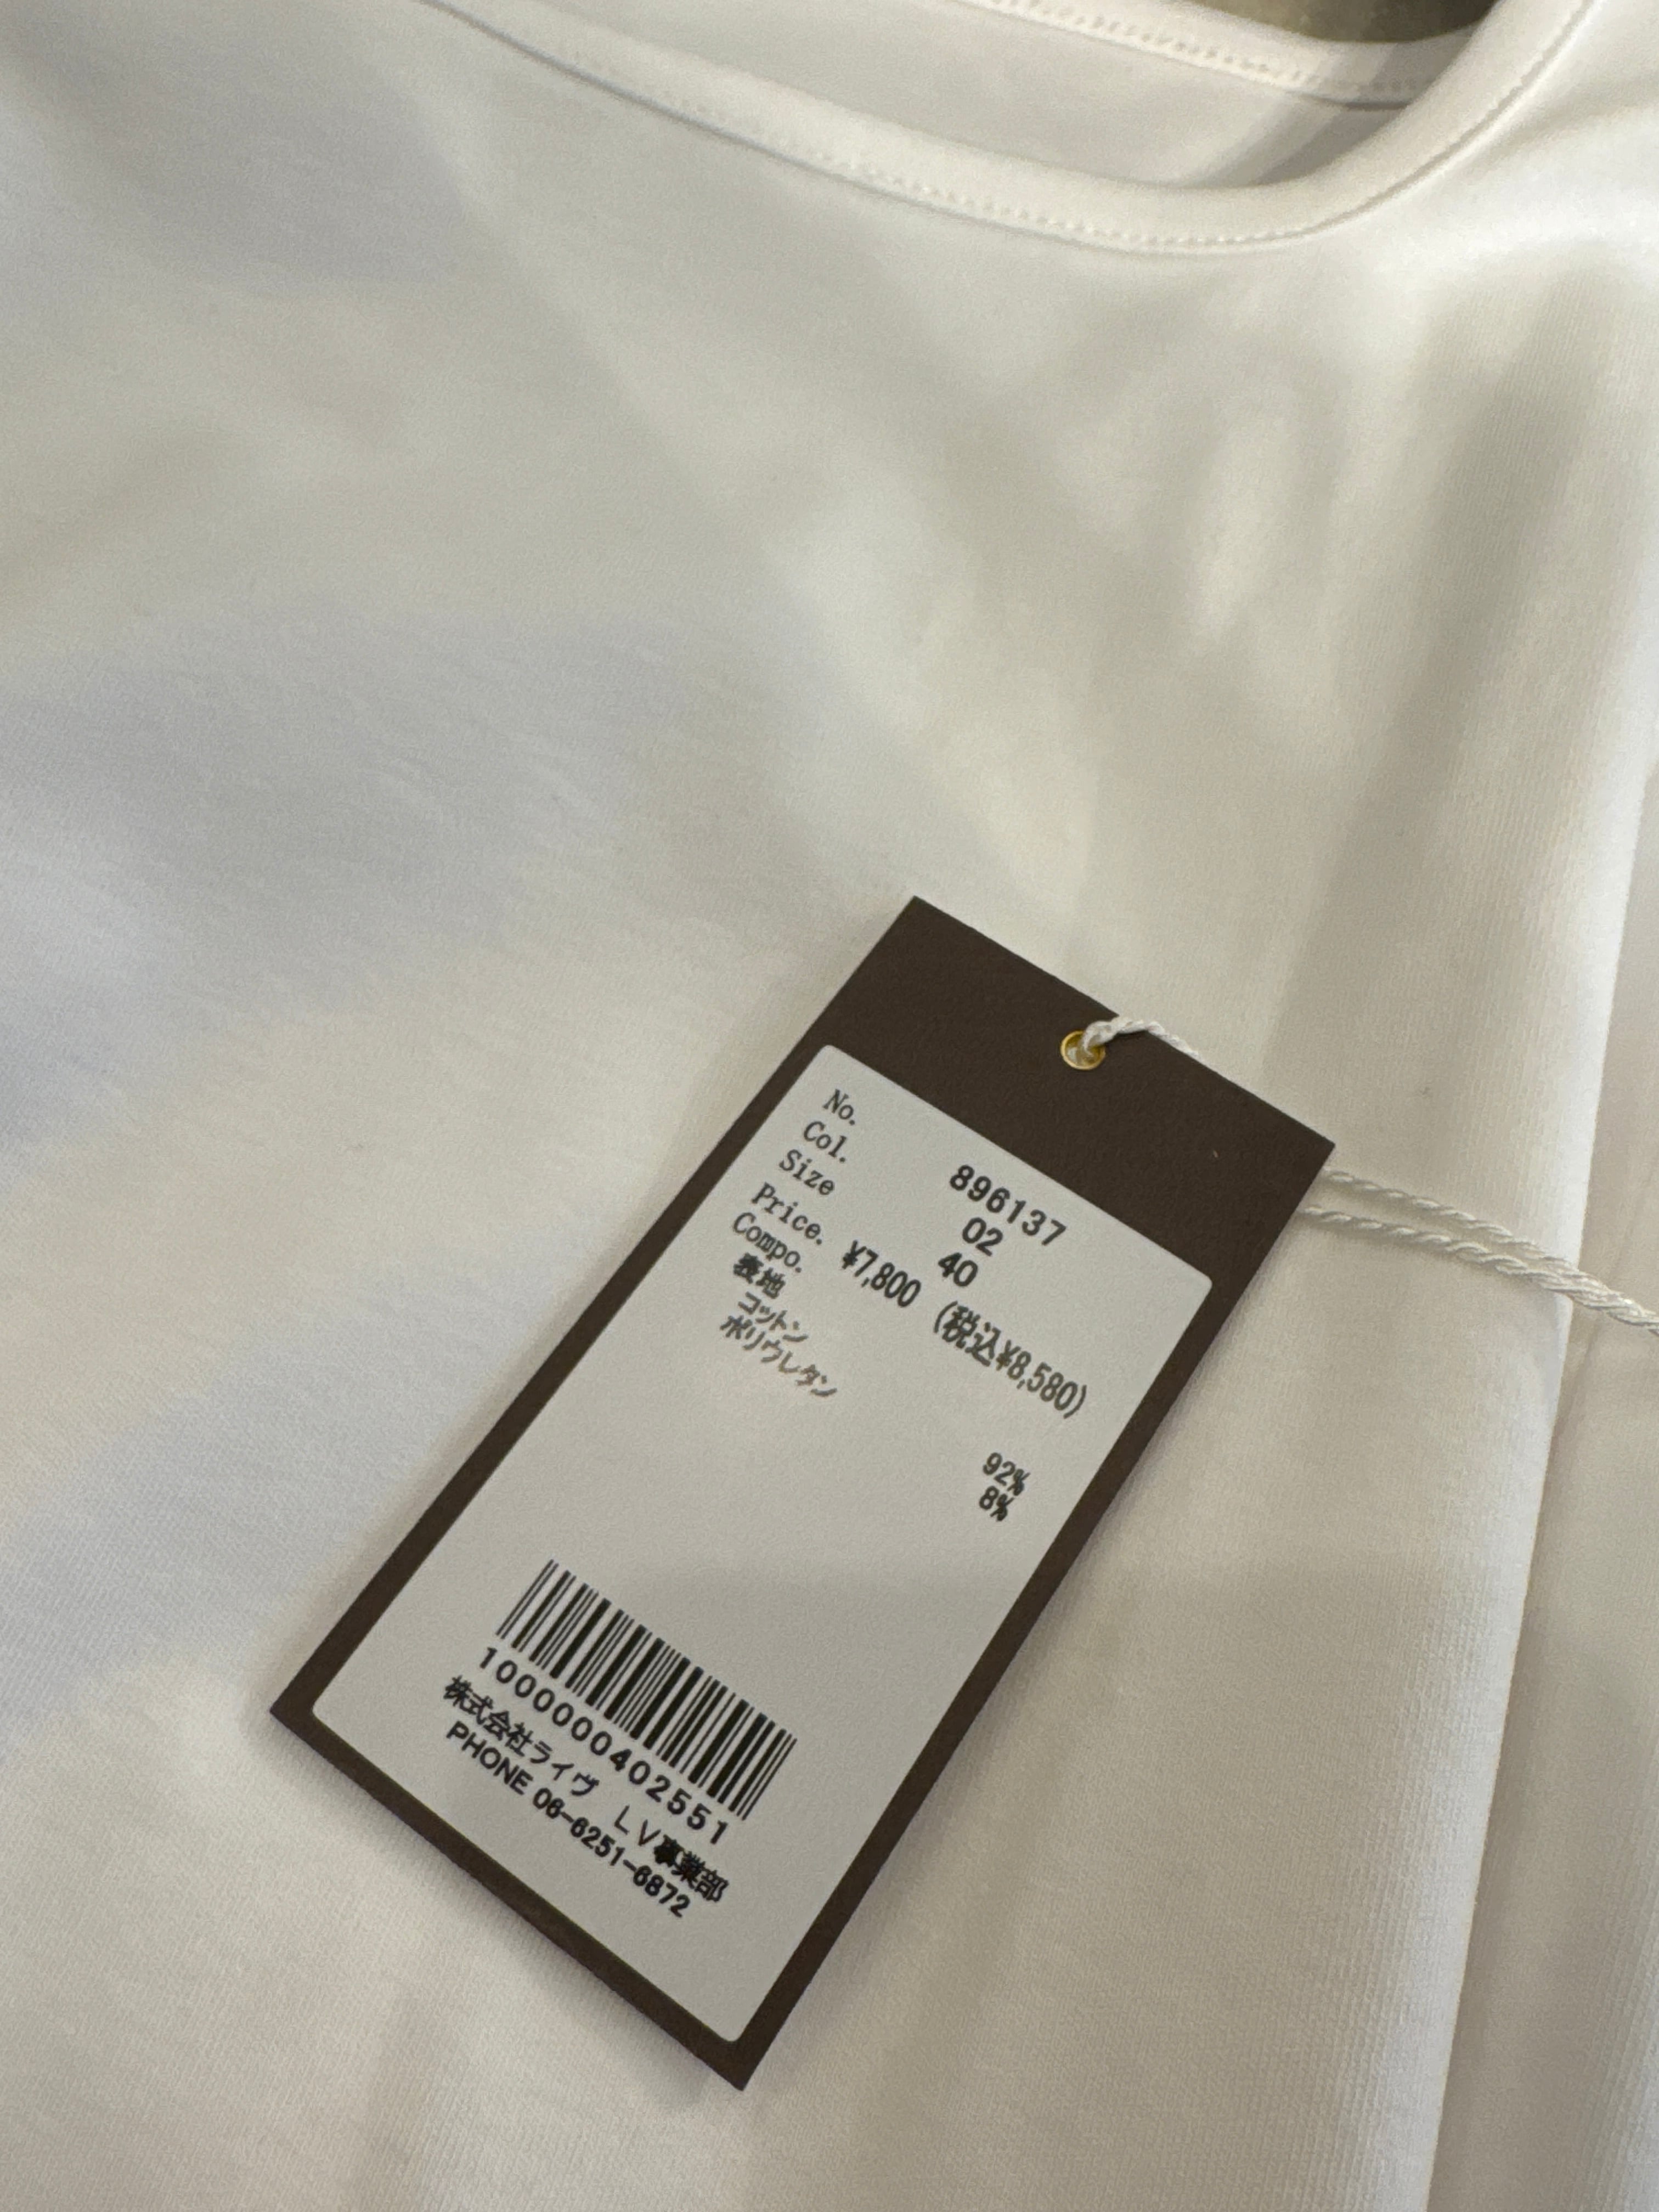 No. 896137
Col. 02
Size 40
Price. ¥7,800 (税込¥8,580)
Compo.
表地
コットン 92%
ポリウレタン 8%
1000000402551
株式会社ライヴ LV事業部
PHONE 06-6251-6872